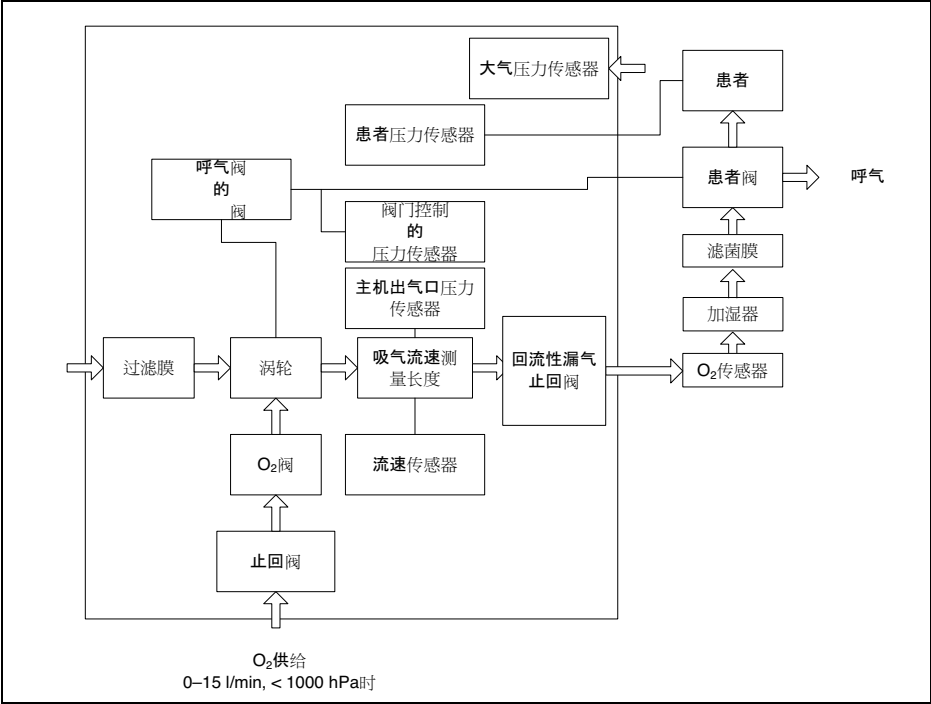 大气压力传感器
患者
患者压力传感器
呼气阀
的
阀
患者阀
呼气
阀门控制
的
压力传感器
滤菌膜
主机出气口压力
传感器
加湿器
过滤膜
涡轮
吸气流速测
量长度
回流性漏气
止回阀
O₂传感器
O₂阀
流速传感器
止回阀
O₂供给
0–15 l/min, < 1000 hPa时